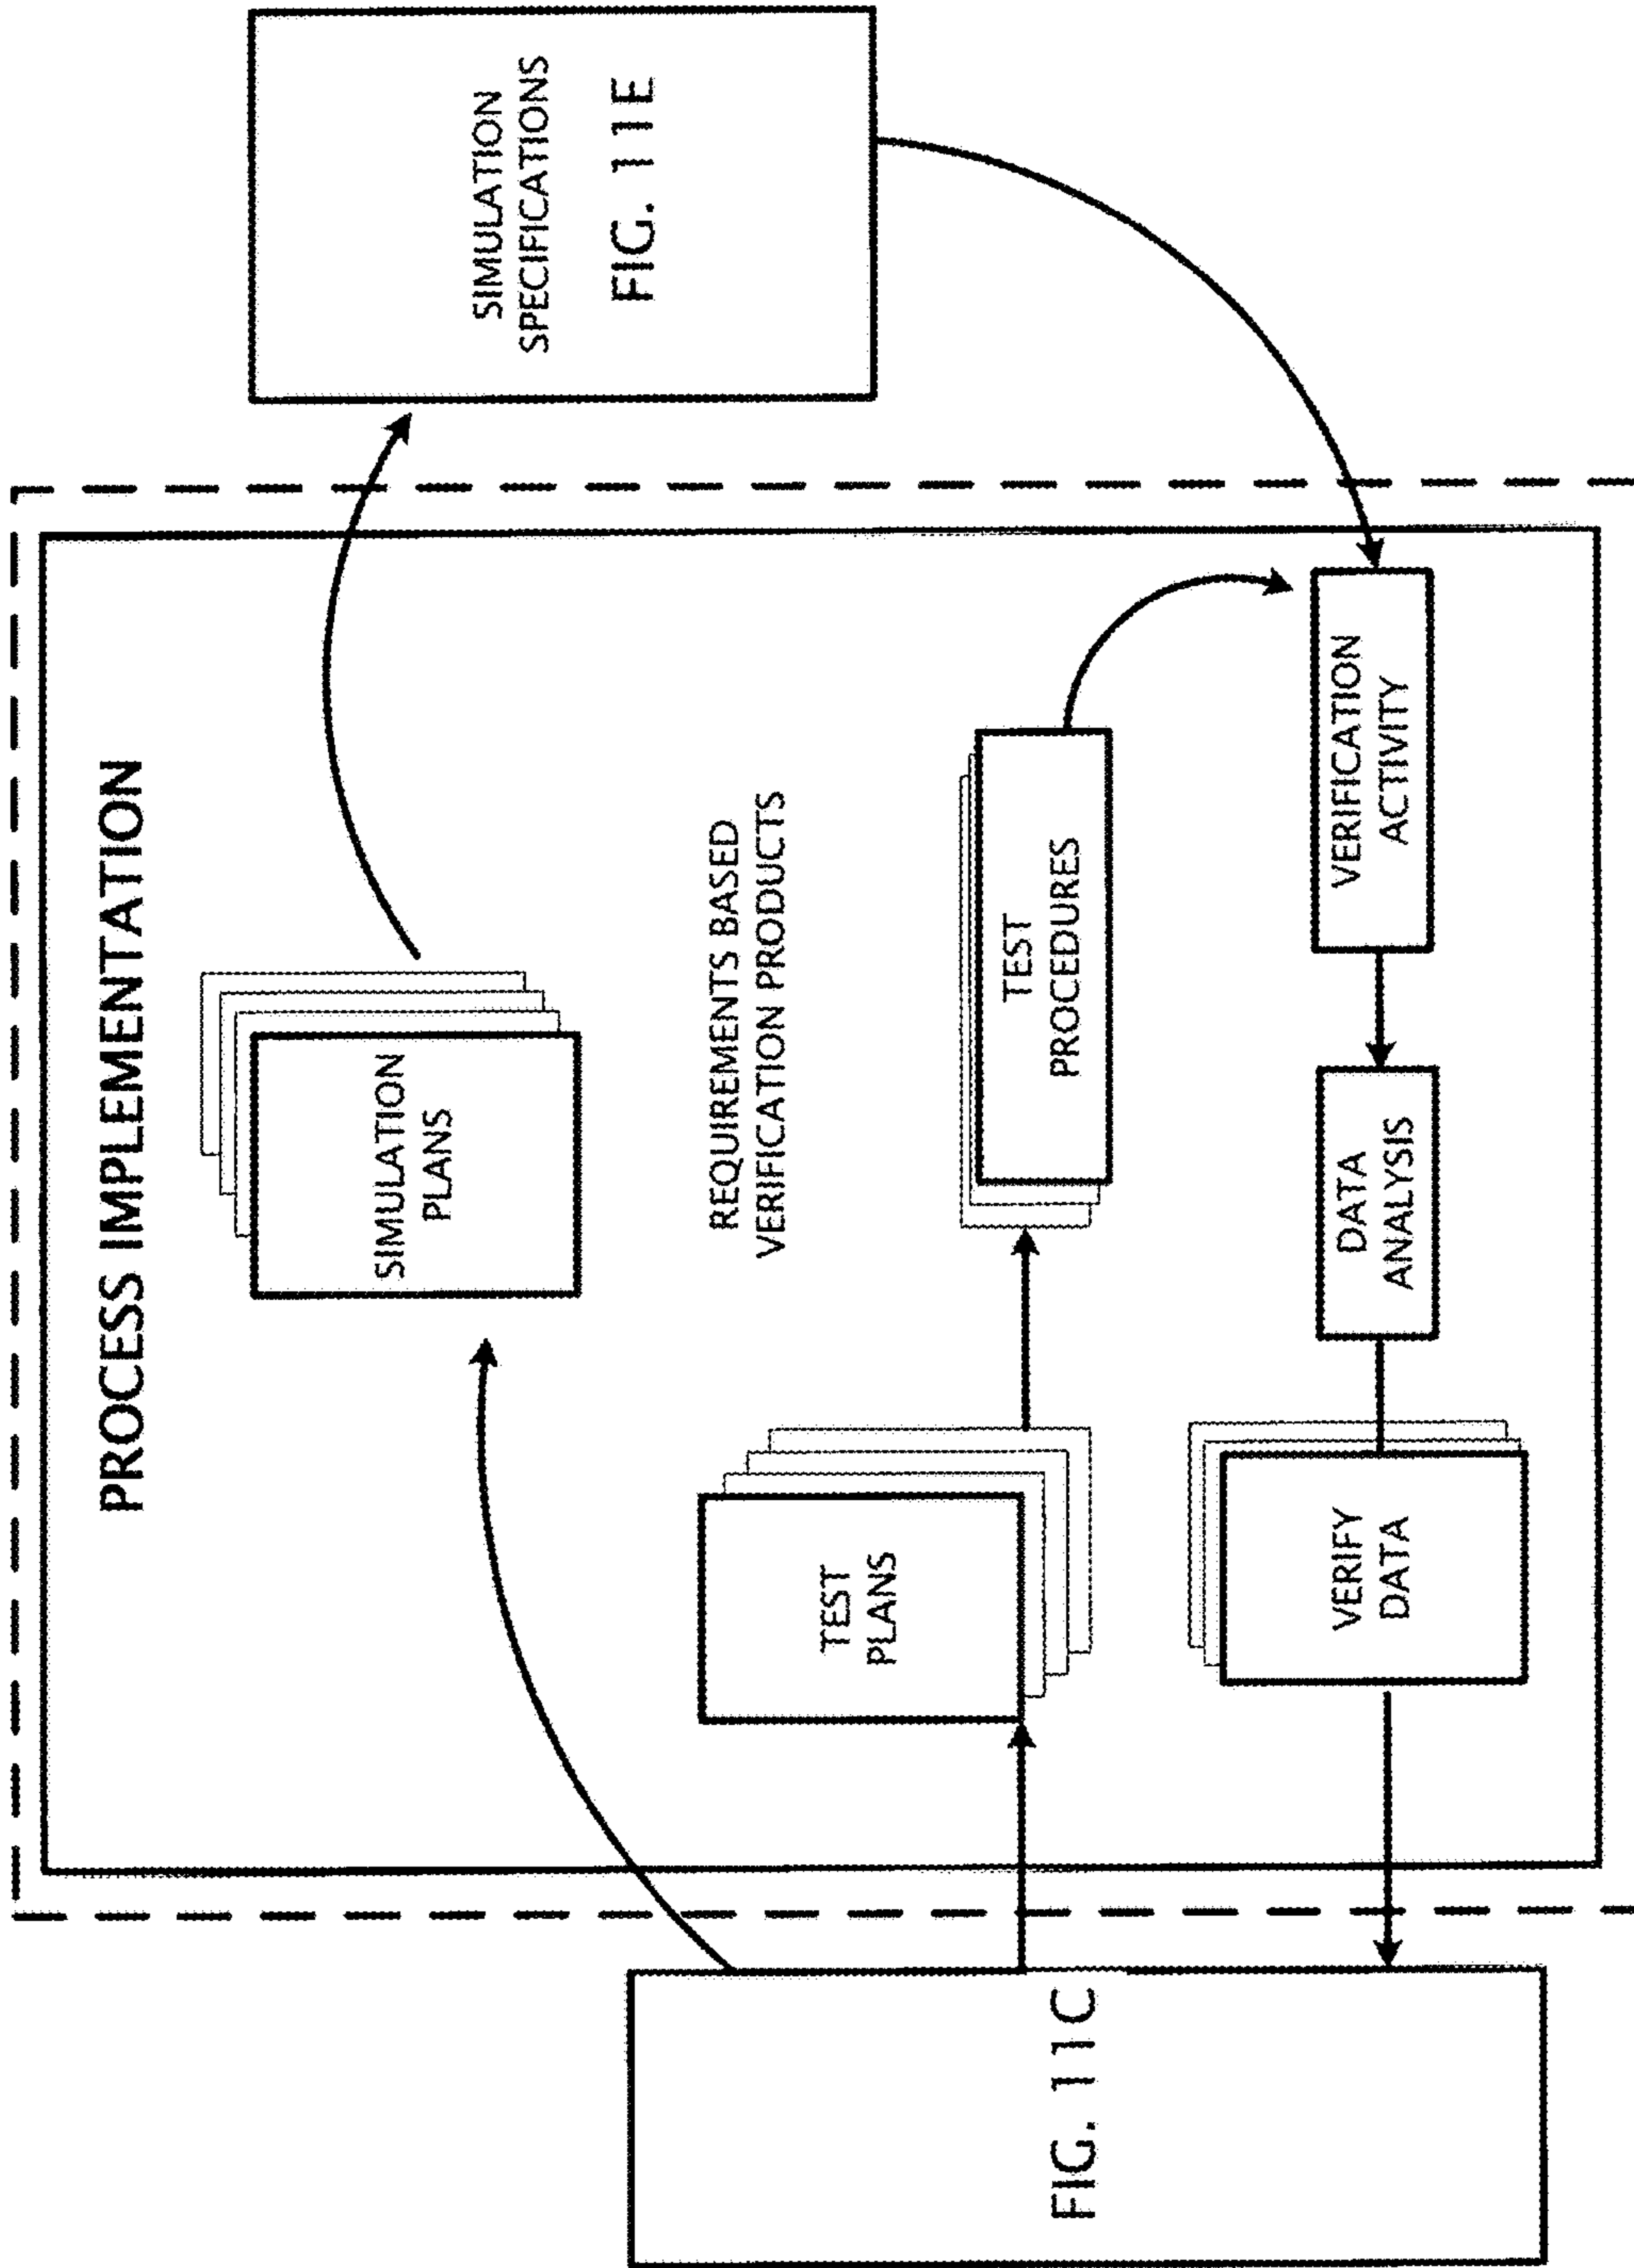 PROCESS IMPLEMENTATION
SIMULATION
PLANS
SIMULATION
SPECIFICATIONS
FIG. 11E
REQUIREMENTS BASED
VERIFICATION PRODUCTS
TEST
PLANS
TEST
PROCEDURES
FIG. 11C
VERIFY
DATA
DATA
ANALYSIS
VERIFICATION
ACTIVITY